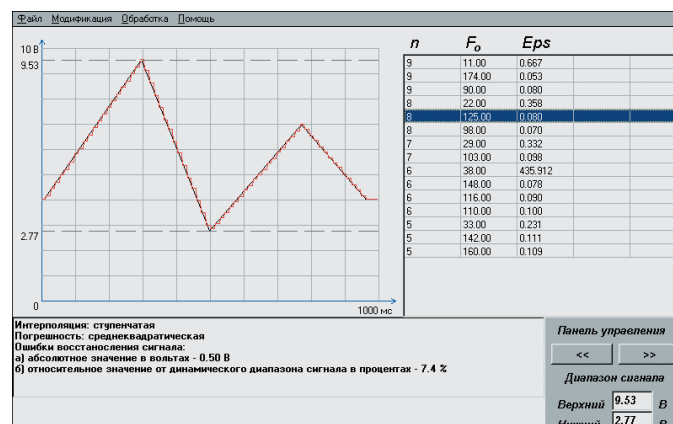 Файл Модификация Обработка Помощь
n F₀ Eps
10 В
9.53
2.77
0
1000 мс
9 11.00 0.667
9 174.00 0.053
9 90.00 0.080
8 22.00 0.358
8 125.00 0.080
8 98.00 0.070
7 29.00 0.332
7 103.00 0.098
6 38.00 435.912
6 148.00 0.078
6 116.00 0.090
6 110.00 0.100
5 33.00 0.231
5 142.00 0.111
5 160.00 0.109
Интерполяция: ступенчатая
Погрешность: среднеквадратическая
Ошибки восстаносления сигнала:
а) абсолютное значение в вольтах - 0.50 В
б) относительное значение от динамического диапазона сигнала в процентах - 7.4 %
Панель управления
<< >>
Диапазон сигнала
Верхний 9.53 В
Нижний 2.77 В